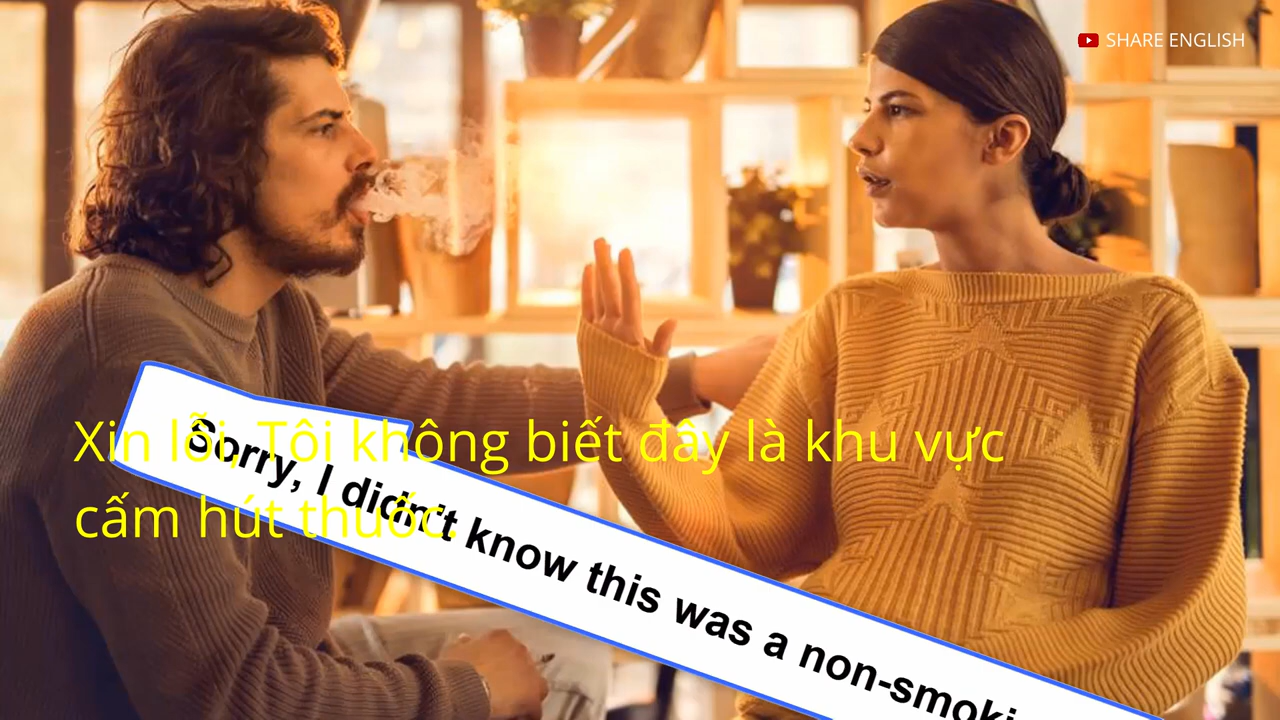 SHARE ENGLISH
Xin lỗi, Tôi không biết đây là khu vực
cấm hút thuốc.
Sorry, I didn't know this was a non-smoki